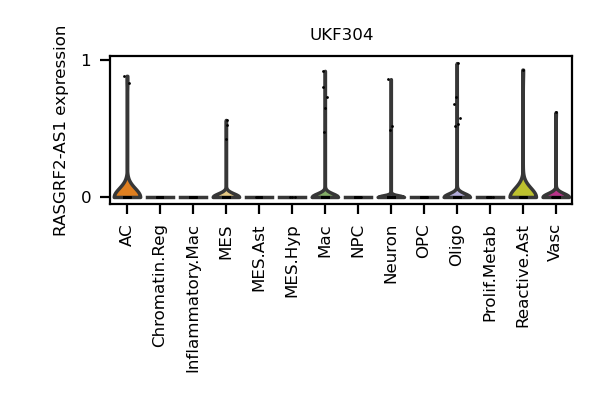 UKF304
RASGRF2-AS1 expression
1
0
AC
Chromatin.Reg
Inflammatory.Mac
MES
MES.Ast
MES.Hyp
Mac
NPC
Neuron
OPC
Oligo
Prolif.Metab
Reactive.Ast
Vasc